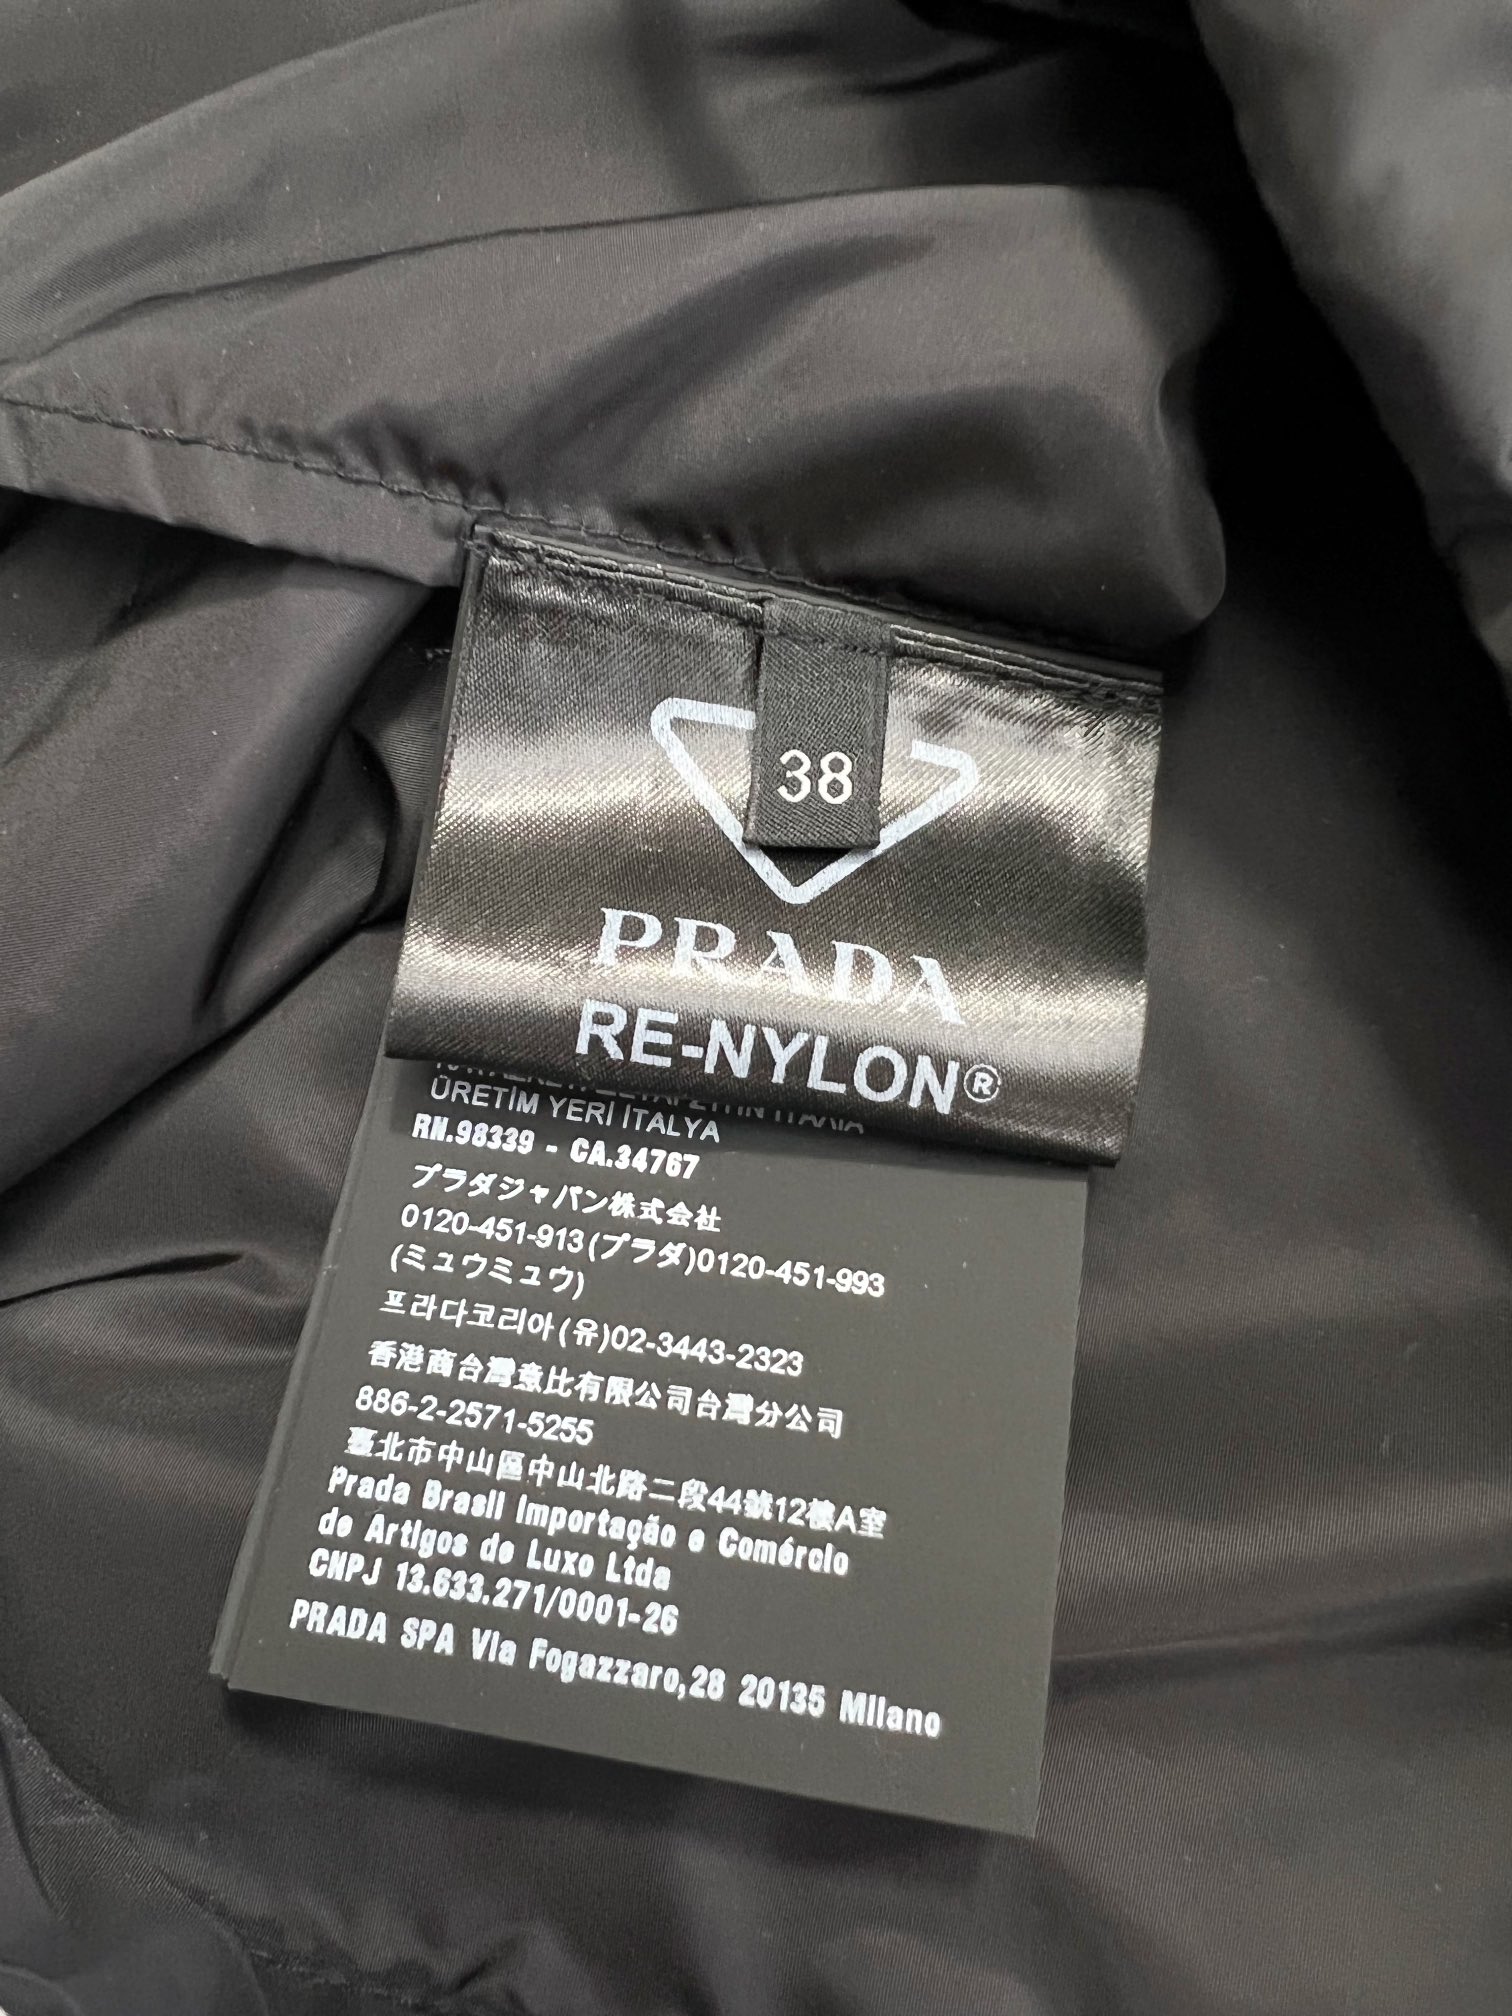 38
PRADA
RE-NYLON®
ÜRETİM YERİ İTALYA
RN.98339 - CA.34767
プラダジャパン株式会社
0120-451-913(プラダ)0120-451-993
(ミュウミュウ)
프라다코리아(유)02-3443-2323
香港商台灣意比有限公司台灣分公司
886-2-2571-5255
臺北市中山區中山北路二段44號12樓A室
Prada Brasil Importação e Comércio
de Artigos de Luxo Ltda
CNPJ 13.633.271/0001-26
PRADA SPA Via Fogazzaro,28 20135 Milano